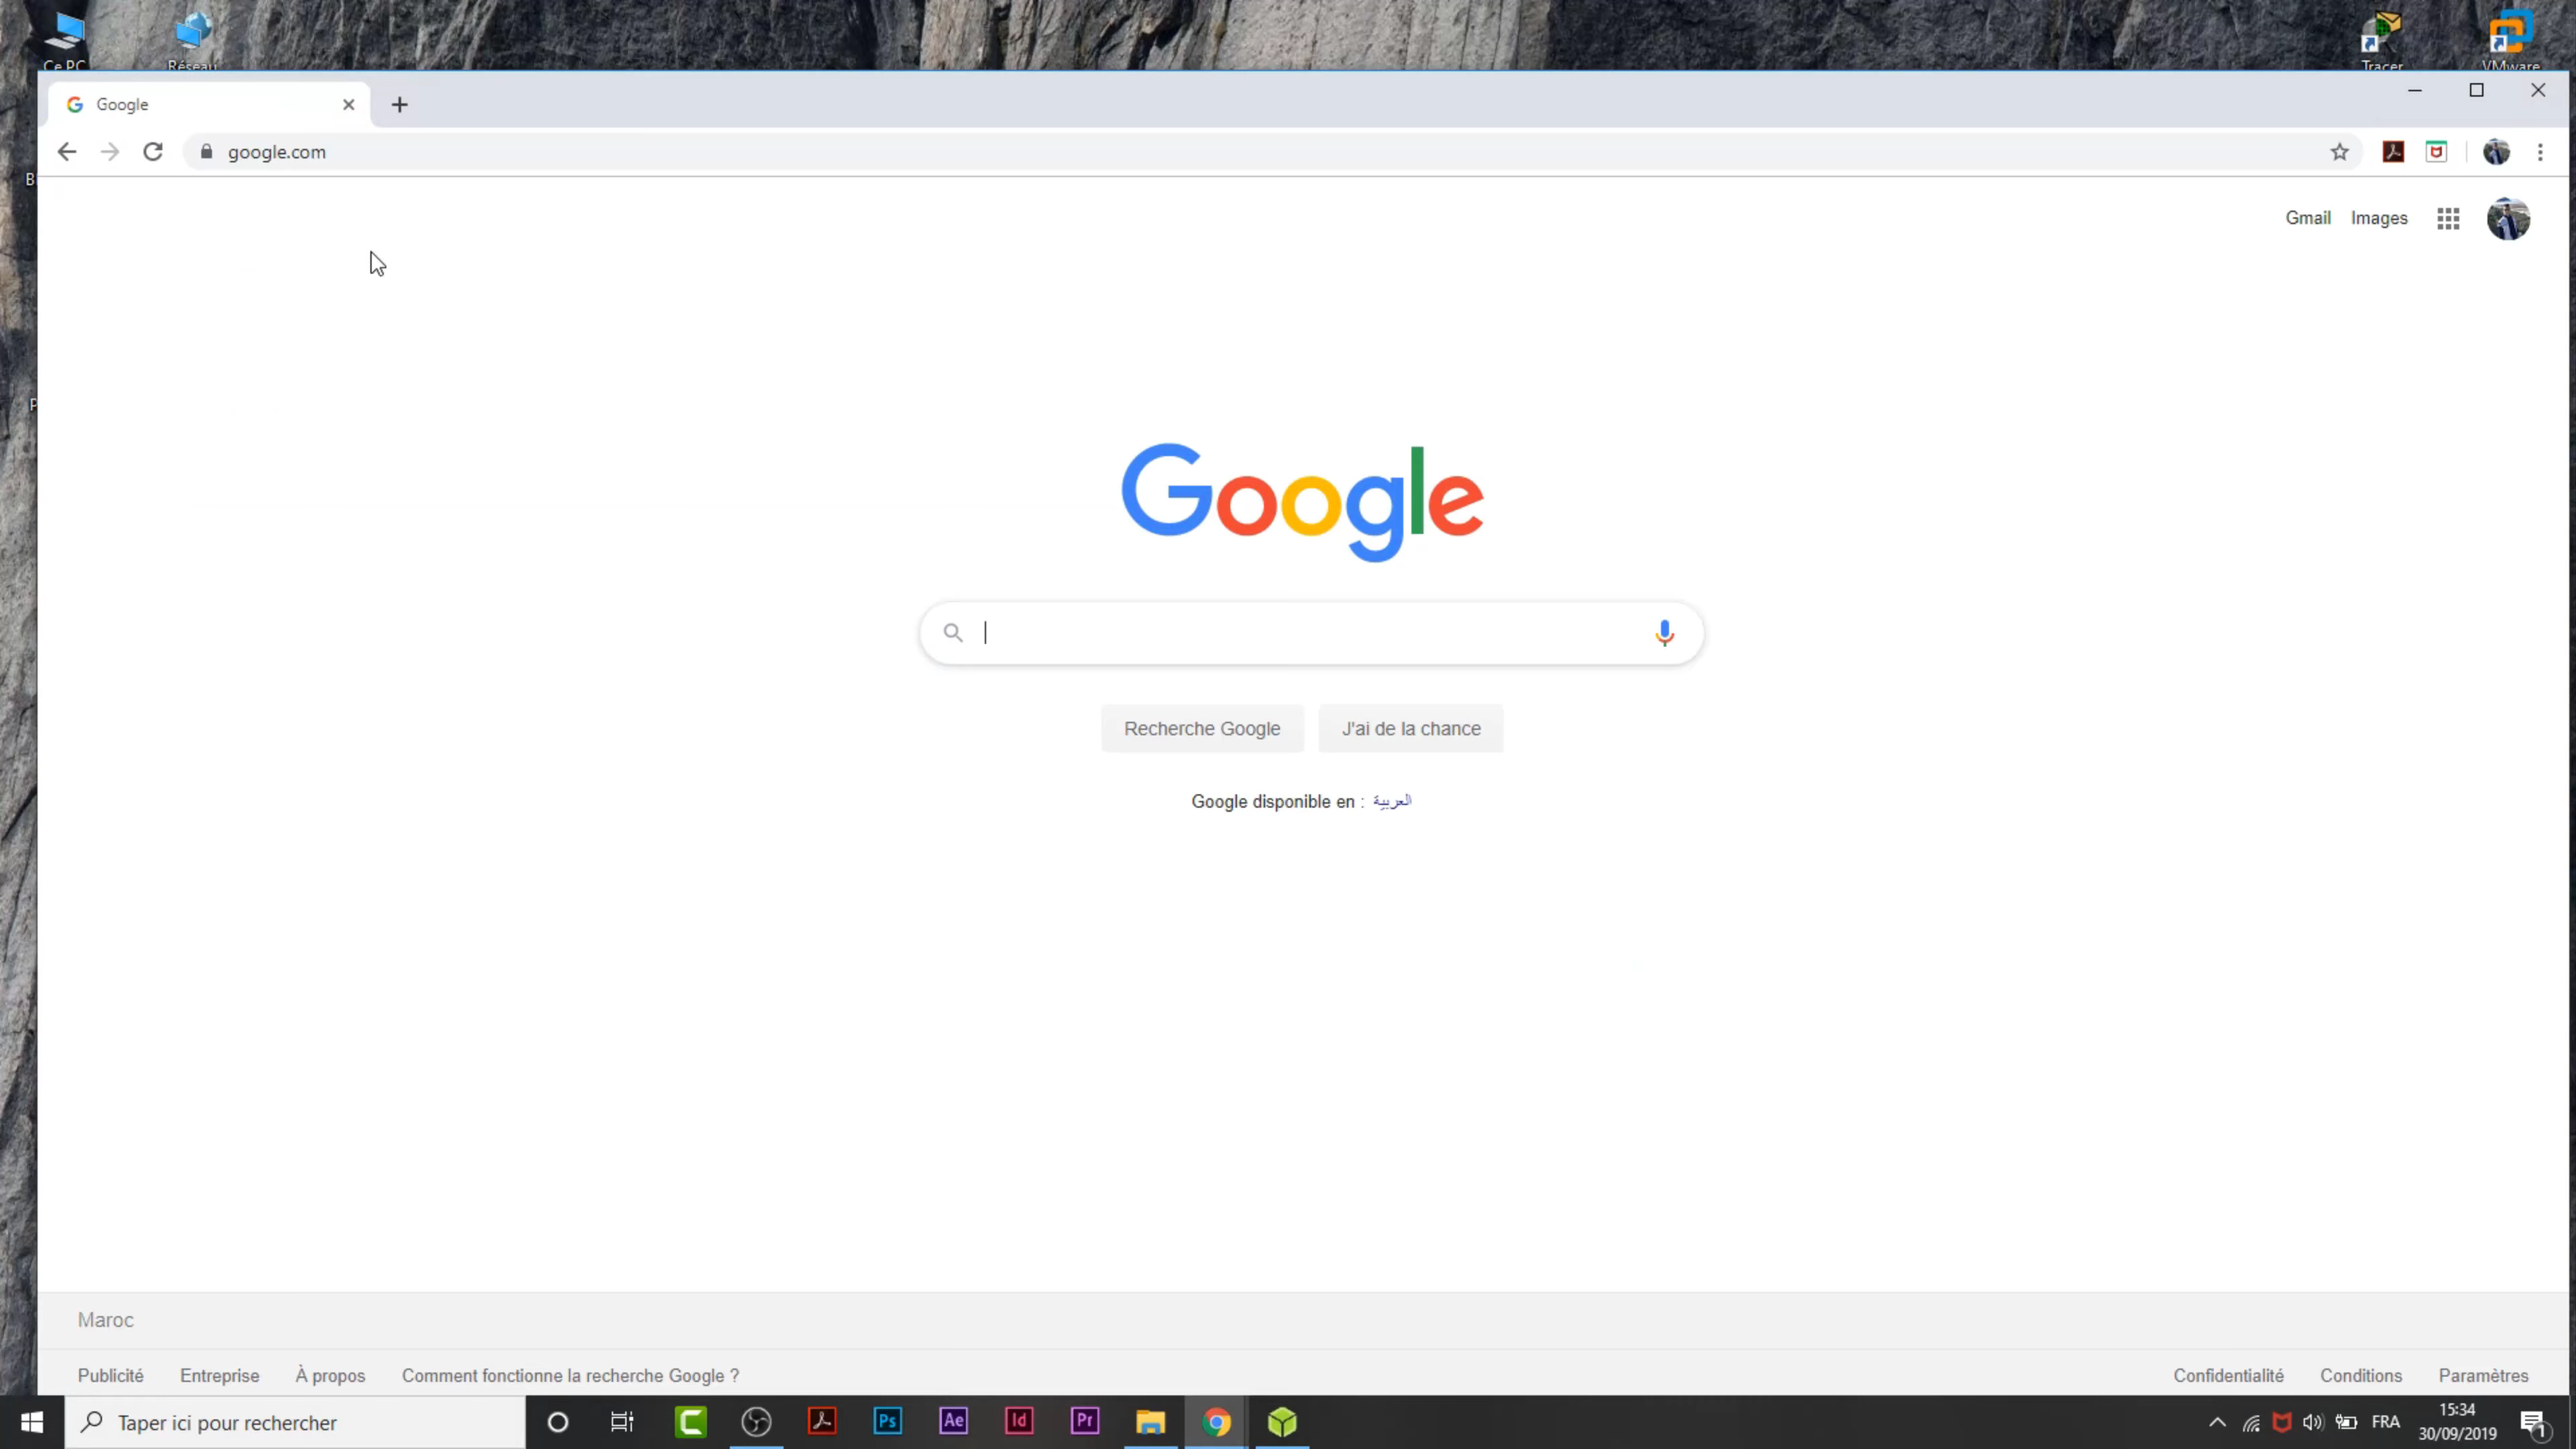 Ce PC
Réseau
Tracer
VMware
Google
google.com
Gmail Images
Google
Recherche Google J'ai de la chance
Google disponible en : العربية
Maroc
Publicité Entreprise À propos Comment fonctionne la recherche Google ?
Confidentialité Conditions Paramètres
Taper ici pour rechercher
Ps Ae Id Pr
FRA
15:34
30/09/2019
1